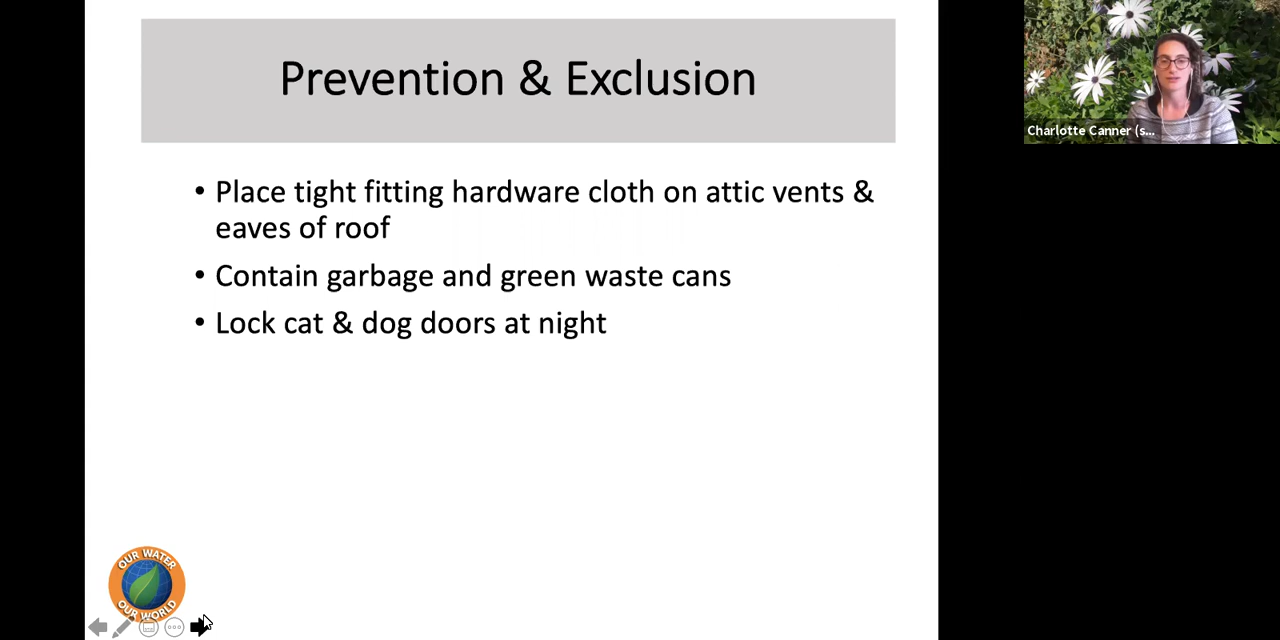 Prevention & Exclusion
• Place tight fitting hardware cloth on attic vents &
eaves of roof
• Contain garbage and green waste cans
• Lock cat & dog doors at night
Charlotte Canner (s...
OUR WATER
OUR WORLD